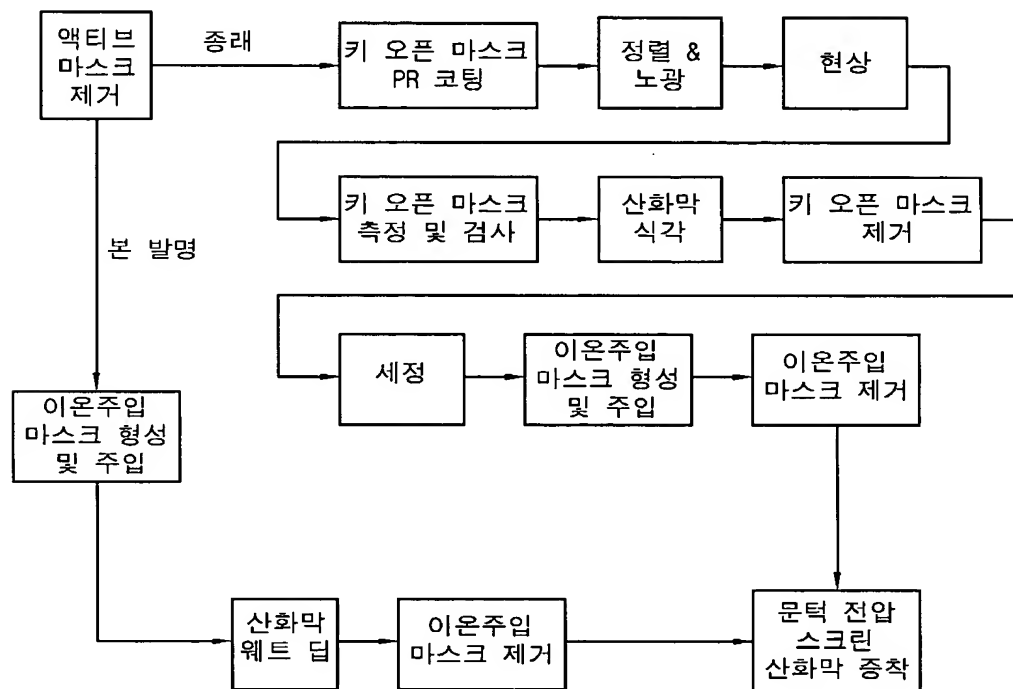 액티브
마스크
제거
종래
키 오픈 마스크
PR 코팅
정렬 &
노광
현상
키 오픈 마스크
측정 및 검사
산화막
식각
키 오픈 마스크
제거
본 발명
세정
이온주입
마스크 형성
및 주입
이온주입
마스크 제거
이온주입
마스크 형성
및 주입
산화막
웨트 딥
이온주입
마스크 제거
문턱 전압
스크린
산화막 증착